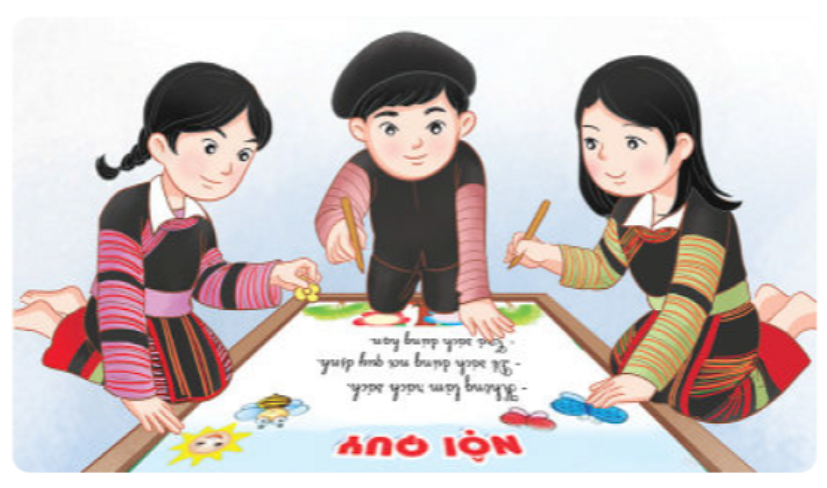 NỘI QUY
- Không làm rách sách.
- Để sách đúng nơi quy định.
- Trả sách đúng hạn.